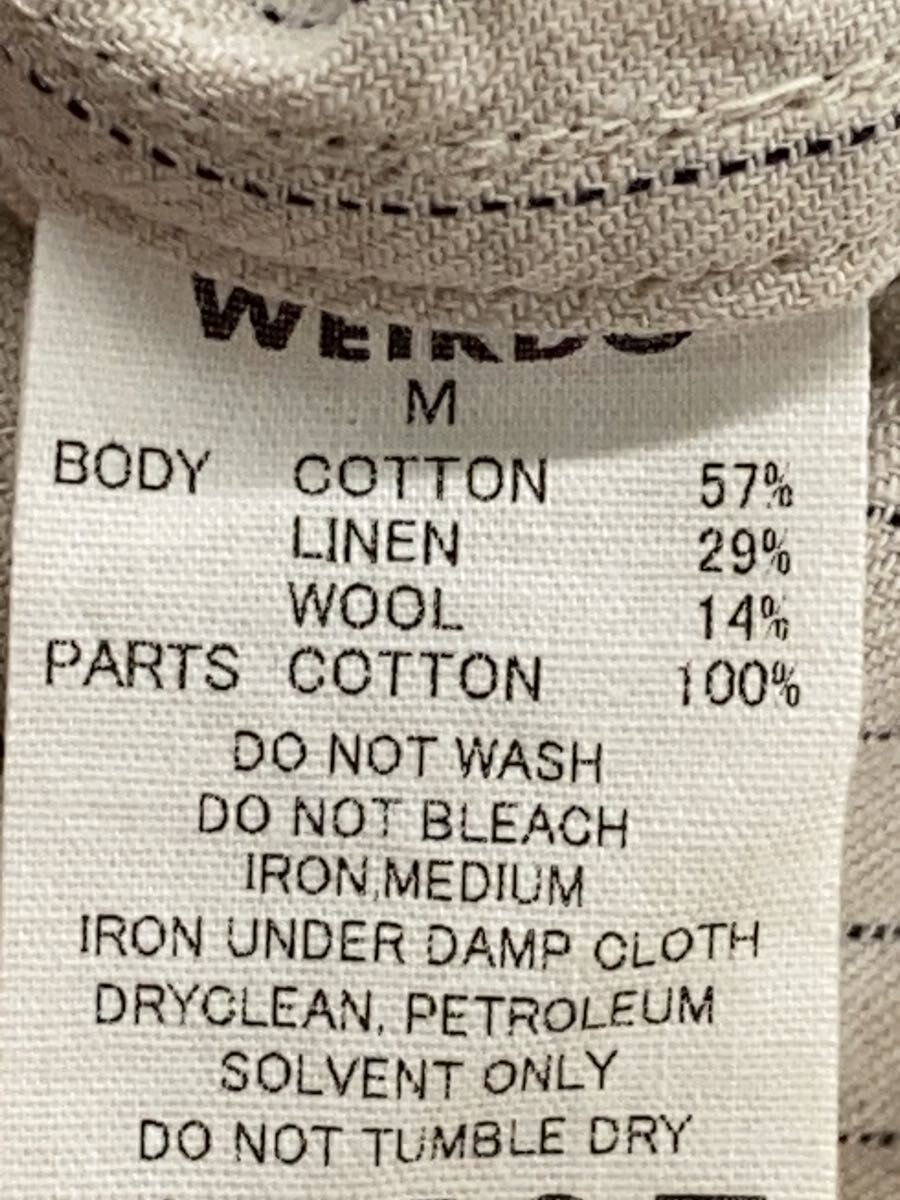 WEIRDO
M
BODY COTTON 57%
LINEN 29%
WOOL 14%
PARTS COTTON 100%
DO NOT WASH
DO NOT BLEACH
IRON,MEDIUM
IRON UNDER DAMP CLOTH
DRYCLEAN, PETROLEUM
SOLVENT ONLY
DO NOT TUMBLE DRY